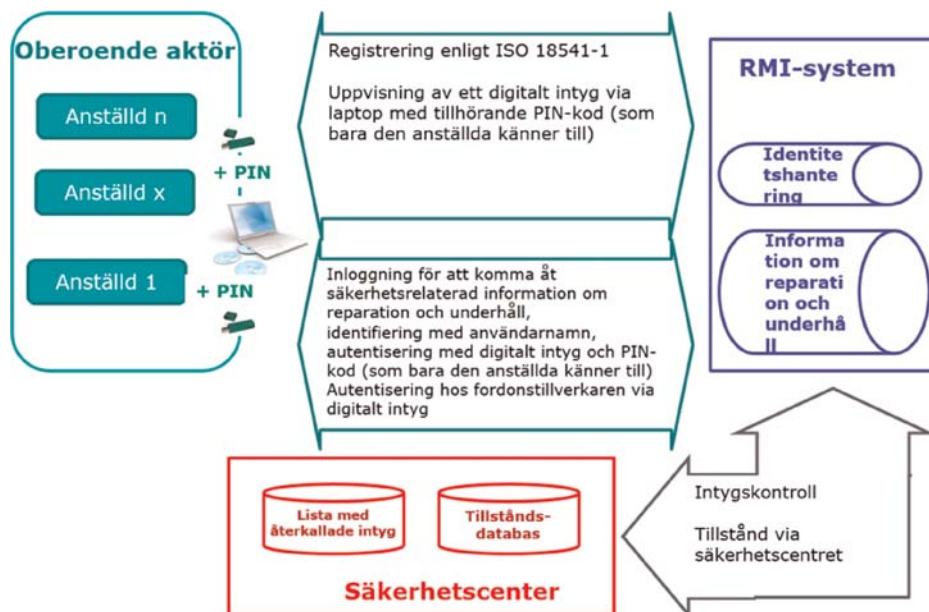 Oberoende aktör
Anställd n
+ PIN
Anställd x
Anställd 1
+ PIN
Registrering enligt ISO 18541-1
Uppvisning av ett digitalt intyg via
laptop med tillhörande PIN-kod (som
bara den anställda känner till)
Inloggning för att komma åt
säkerhetsrelaterad information om
reparation och underhåll,
identifiering med användarnamn,
autentisering med digitalt intyg och PIN-
kod (som bara den anställda känner till)
Autentisering hos fordonstillverkaren via
digitalt intyg
RMI-system
Identite
tshante
ring
Informa
tion om
reparati
on och
underhå
ll
Intygskontroll
Tillstånd via
säkerhetscentret
Lista med
återkallade intyg
Tillstånds-
databas
Säkerhetscenter